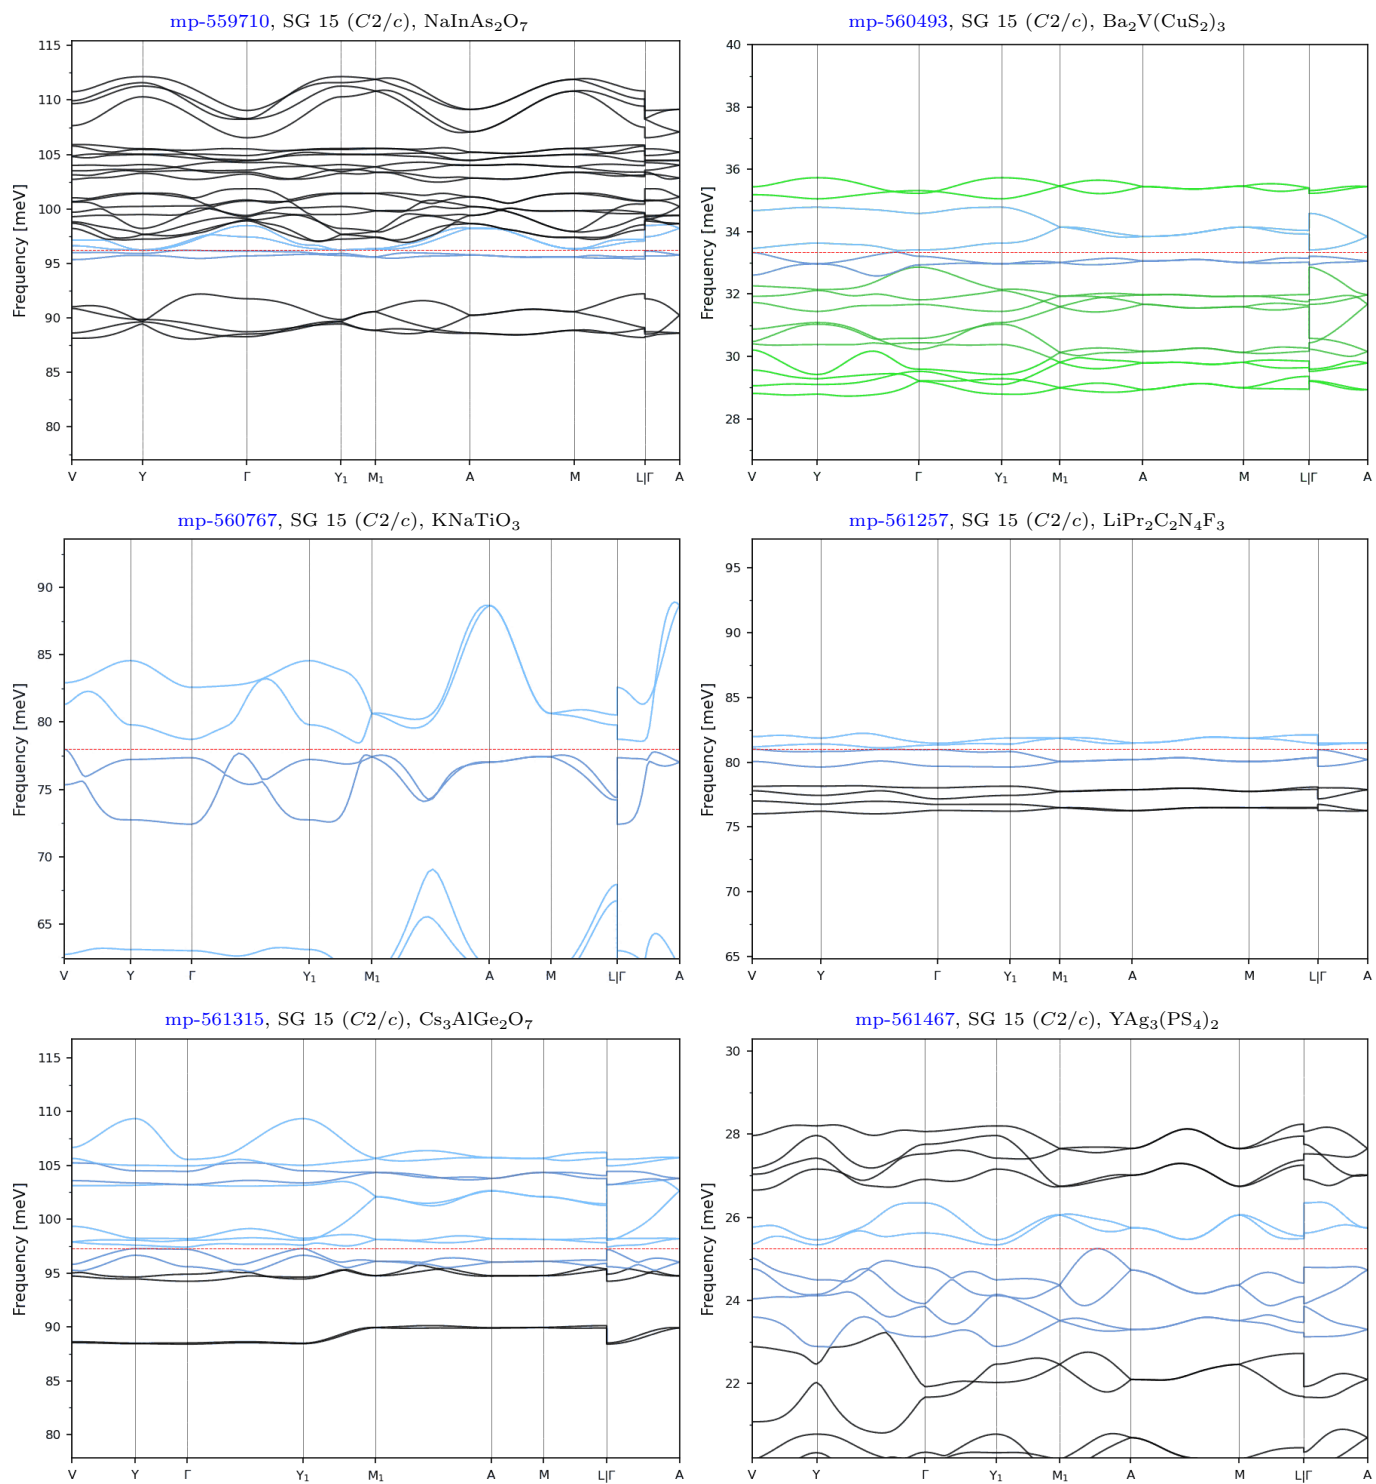 mp-559710, SG 15 (C2/c), NaInAs₂O₇
115
110
105
100
95
90
85
80
Frequency [meV]
V Y Γ Y₁ M₁ A M L|Γ A
mp-560493, SG 15 (C2/c), Ba₂V(CuS₂)₃
40
38
36
34
32
30
28
Frequency [meV]
V Y Γ Y₁ M₁ A M L|Γ A
mp-560767, SG 15 (C2/c), KNaTiO₃
90
85
80
75
70
65
Frequency [meV]
V Y Γ Y₁ M₁ A M L|Γ A
mp-561257, SG 15 (C2/c), LiPr₂C₂N₄F₃
95
90
85
80
75
70
65
Frequency [meV]
V Y Γ Y₁ M₁ A M L|Γ A
mp-561315, SG 15 (C2/c), Cs₃AlGe₂O₇
115
110
105
100
95
90
85
80
Frequency [meV]
V Y Γ Y₁ M₁ A M L|Γ A
mp-561467, SG 15 (C2/c), YAg₃(PS₄)₂
30
28
26
24
22
Frequency [meV]
V Y Γ Y₁ M₁ A M L|Γ A